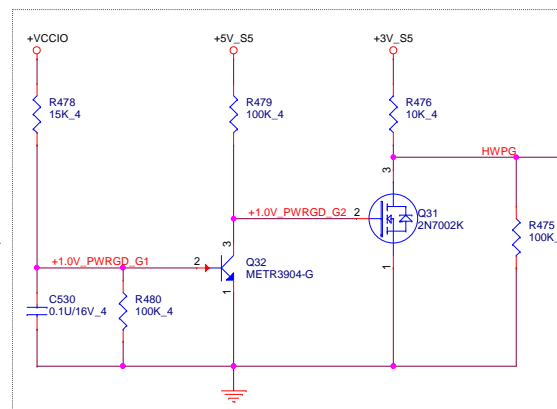 +VCCIO
+5V_S5
+3V_S5
R478
15K_4
R479
100K_4
R476
10K_4
HWPG
3
+1.0V_PWRGD_G2
2
Q31
2N7002K
R475
100K_
+1.0V_PWRGD_G1
2
3
Q32
METR3904-G
1
1
C530
0.1U/16V_4
R480
100K_4